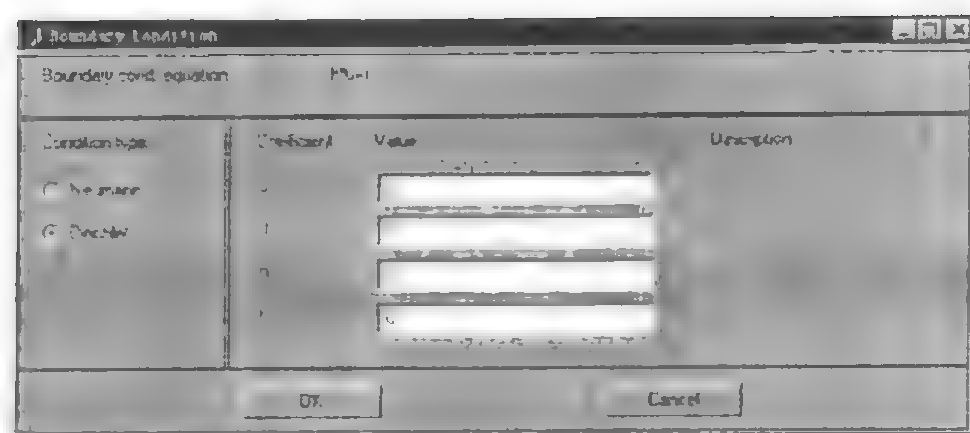 Boundary Condition
Boundary cond. equation
Condition type Coefficient Value Description
Neumann
Dirichlet
h
OK Cancel